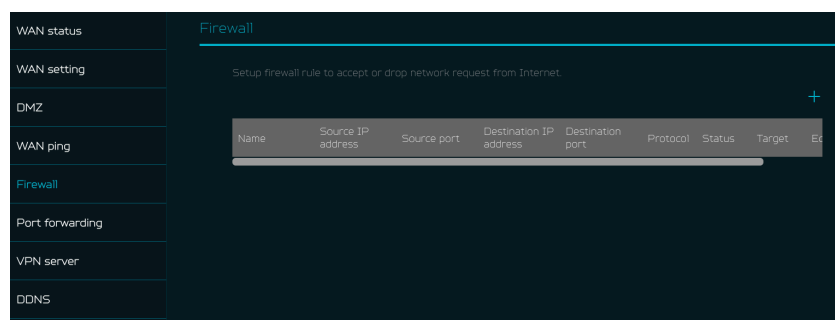 WAN status
WAN setting
DMZ
WAN ping
Firewall
Port forwarding
VPN server
DDNS
Firewall
Setup firewall rule to accept or drop network request from Internet.
+
Name Source IP address Source port Destination IP address Destination port Protocol Status Target